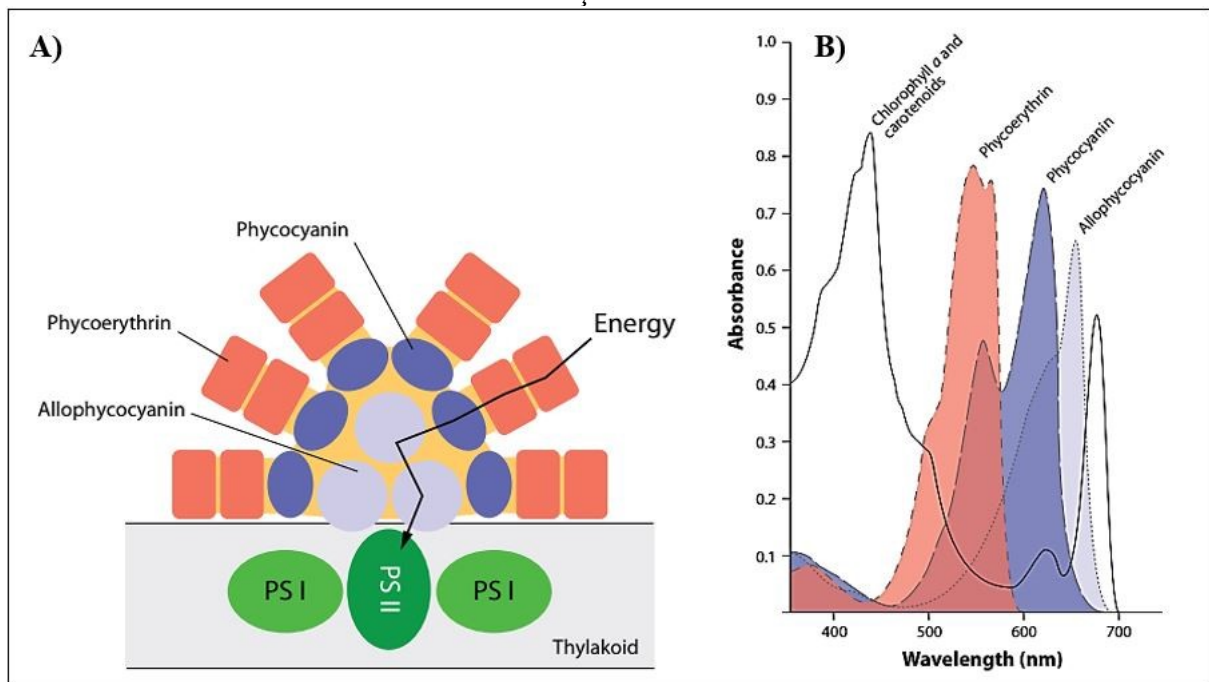 A)
Phycocyanin
Phycoerythrin
Energy
Allophycocyanin
PS I
PS II
PS I
Thylakoid
B)
1.0
0.9
0.8
0.7
0.6
0.5
0.4
0.3
0.2
0.1
Absorbance
Chlorophyll a and
carotenoids
Phycoerythrin
Phycocyanin
Allophycocyanin
400
500
600
700
Wavelength (nm)